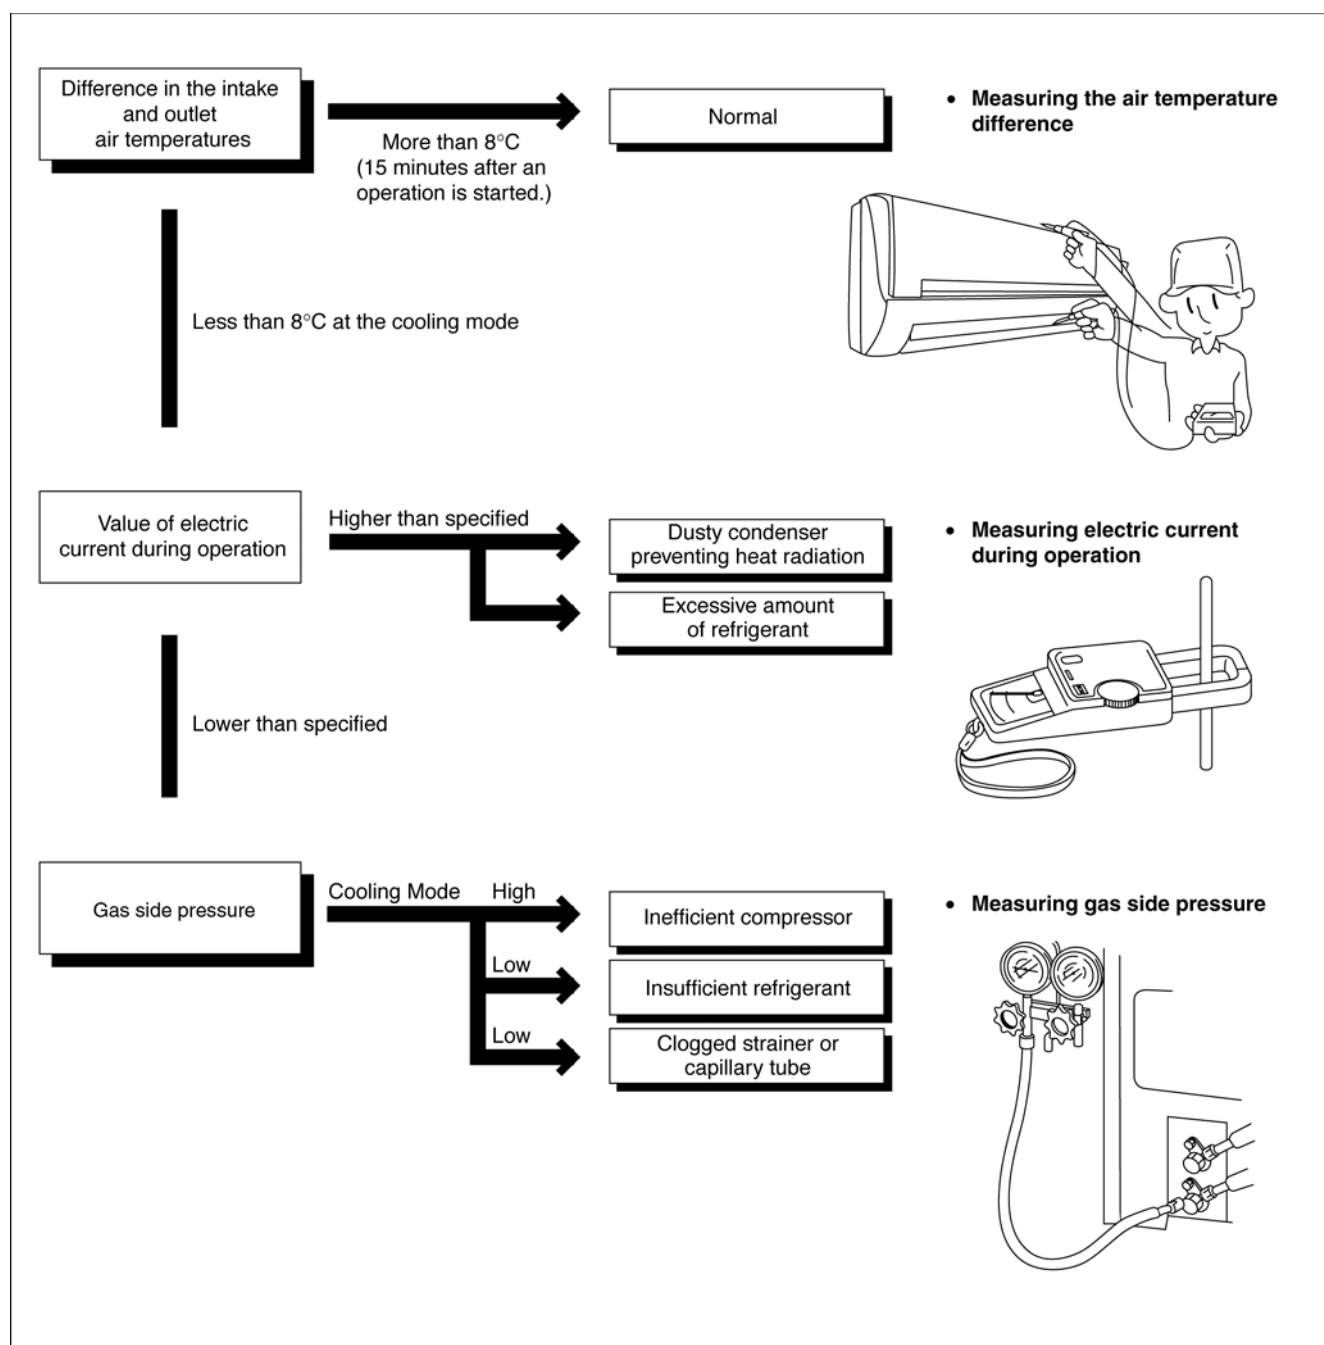 Difference in the intake
and outlet
air temperatures
More than 8°C
(15 minutes after an
operation is started.)
Normal
• Measuring the air temperature
difference
Less than 8°C at the cooling mode
Value of electric
current during operation
Higher than specified
Dusty condenser
preventing heat radiation
Excessive amount
of refrigerant
• Measuring electric current
during operation
Lower than specified
Gas side pressure
Cooling Mode
High
Inefficient compressor
Low
Insufficient refrigerant
Low
Clogged strainer or
capillary tube
• Measuring gas side pressure